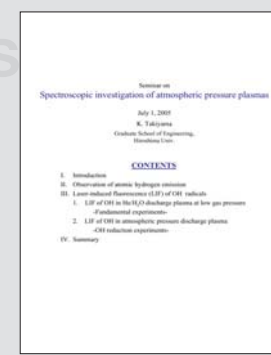 Seminar on
Spectroscopic investigation of atmospheric pressure plasmas
July 1, 2005
K. Takiyama
Graduate School of Engineering,
Hiroshima Univ.
CONTENTS
I. Introduction
II. Observation of atomic hydrogen emission
III. Laser-induced fluorescence (LIF) of OH radicals
1. LIF of OH in He/H2O discharge plasma at low gas pressure
-Fundamental experiments-
2. LIF of OH in atmospheric pressure discharge plasma
-OH reduction experiments-
IV. Summary